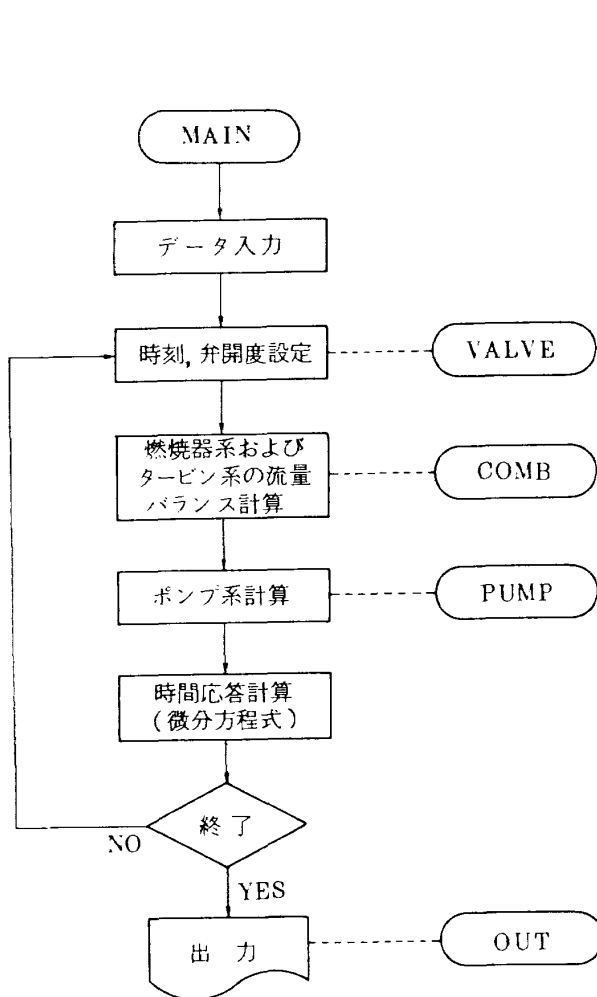 MAIN
データ入力
時刻, 弁開度設定
VALVE
燃焼器系および
タービン系の流量
バランス計算
COMB
ポンプ系計算
PUMP
時間応答計算
(微分方程式)
終了
NO
YES
出力
OUT